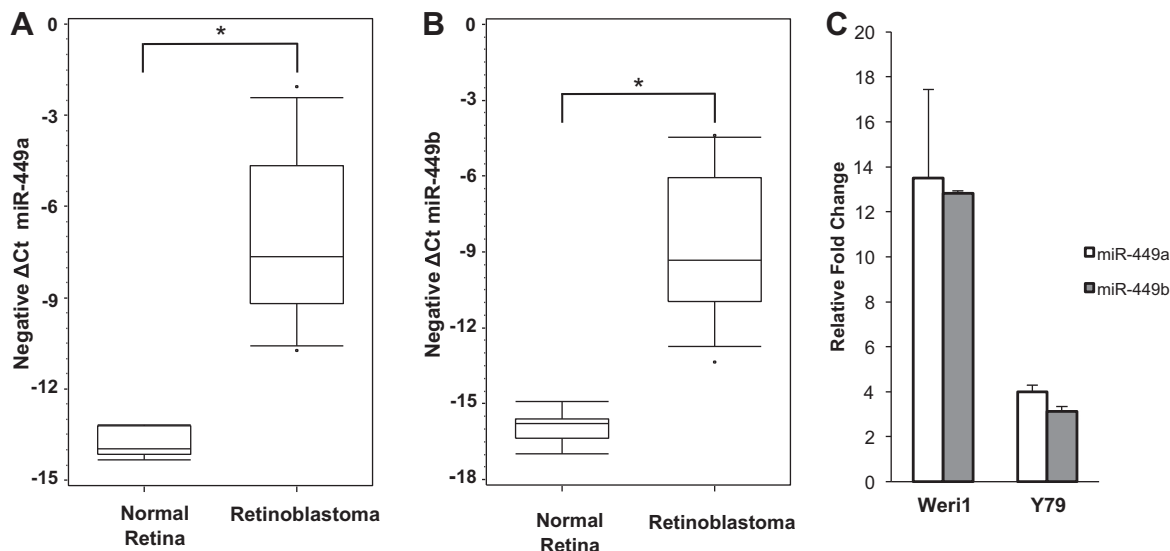 A
*
Negative ΔCt miR-449a
0
-3
-6
-9
-12
-15
Normal
Retina
Retinoblastoma
B
*
Negative ΔCt miR-449b
0
-3
-6
-9
-12
-15
-18
Normal
Retina
Retinoblastoma
C
Relative Fold Change
20
18
16
14
12
10
8
6
4
2
0
Weri1
Y79
miR-449a
miR-449b